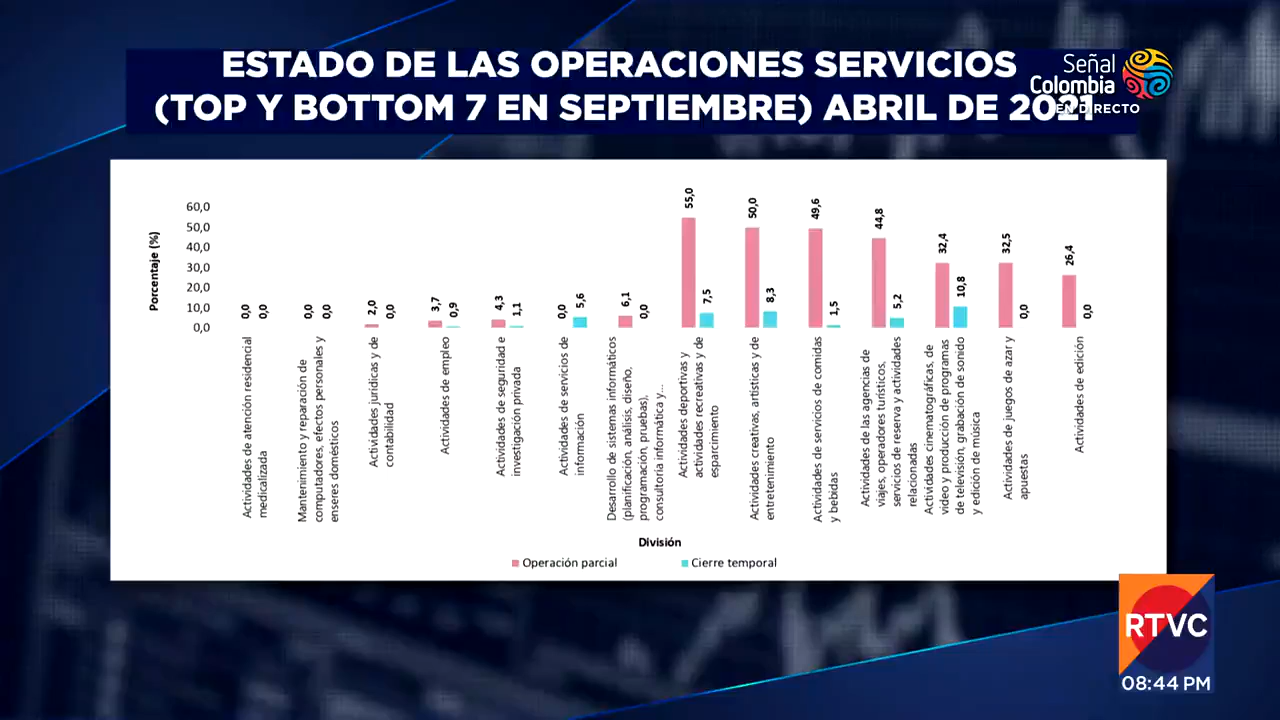 ESTADO DE LAS OPERACIONES SERVICIOS
(TOP Y BOTTOM 7 EN SEPTIEMBRE) ABRIL DE 2021
Señal
Colombia
EN DIRECTO
Porcentaje (%)
60,0
50,0
40,0
30,0
20,0
10,0
0,0
0,0
0,0
0,0
0,0
2,0
0,0
3,7
0,9
4,3
1,1
0,0
5,6
6,1
0,0
55,0
7,5
50,0
8,3
49,6
1,5
44,8
5,2
32,4
10,8
32,5
0,0
26,4
0,0
Actividades de atención residencial
medicalizada
Mantenimiento y reparación de
computadores, efectos personales y
enseres domésticos
Actividades jurídicas y de
contabilidad
Actividades de empleo
Actividades de seguridad e
investigación privada
Actividades de servicios de
información
Desarrollo de sistemas informáticos
(planificación, análisis, diseño,
programación, pruebas),
consultoría informática y...
Actividades deportivas y
actividades recreativas y de
esparcimiento
Actividades creativas, artísticas y de
entretenimiento
Actividades de servicios de comidas
y bebidas
Actividades de las agencias de
viajes, operadores turísticos,
servicios de reserva y actividades
relacionadas
Actividades cinematográficas, de
video y producción de programas
de televisión, grabación de sonido
y edición de música
Actividades de juegos de azar y
apuestas
Actividades de edición
División
Operación parcial
Cierre temporal
RTVC
08:44 PM